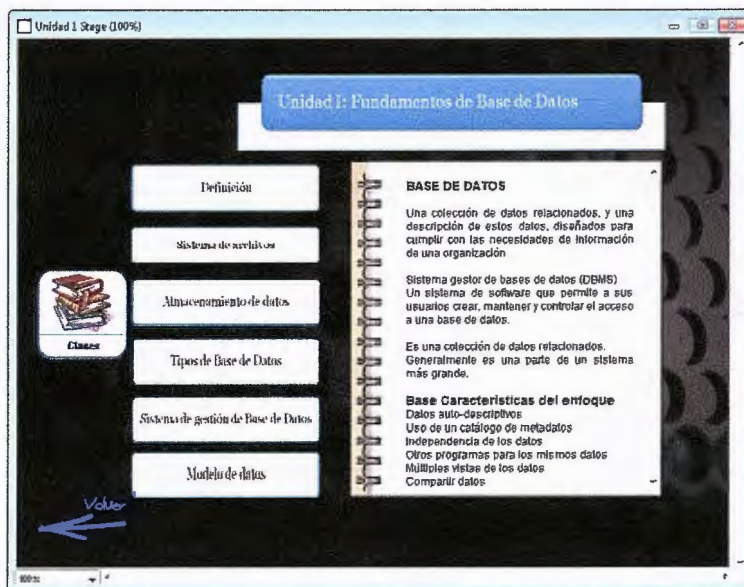 Unidad 1 Stage (100%)
Unidad I: Fundamentos de Base de Datos
Definición
Sistema de archivos
Almacenamiento de datos
Clases
Tipos de Base de Datos
Sistema de gestión de Base de Datos
Modelo de datos
Volver
BASE DE DATOS
Una colección de datos relacionados, y una
descripción de estos datos, diseñados para
cumplir con las necesidades de información
de una organización
Sistema gestor de bases de datos (DBMS)
Un sistema de software que permite a sus
usuarios crear, mantener y controlar el acceso
a una base de datos.
Es una colección de datos relacionados.
Generalmente es una parte de un sistema
más grande.
Base Características del enfoque
Datos auto-descriptivos
Uso de un catálogo de metadatos
Independencia de los datos
Otros programas para los mismos datos
Múltiples vistas de los datos
Compartir datos
100%